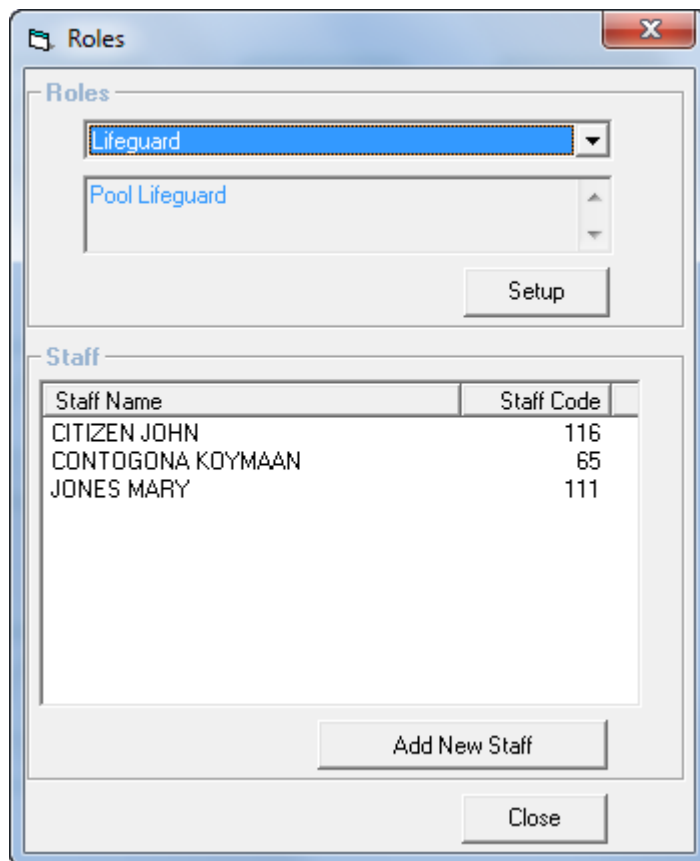 Roles
Roles
Lifeguard
Pool Lifeguard
Setup
Staff
Staff Name Staff Code
CITIZEN JOHN 116
CONTOGONA KOYMAAN 65
JONES MARY 111
Add New Staff
Close